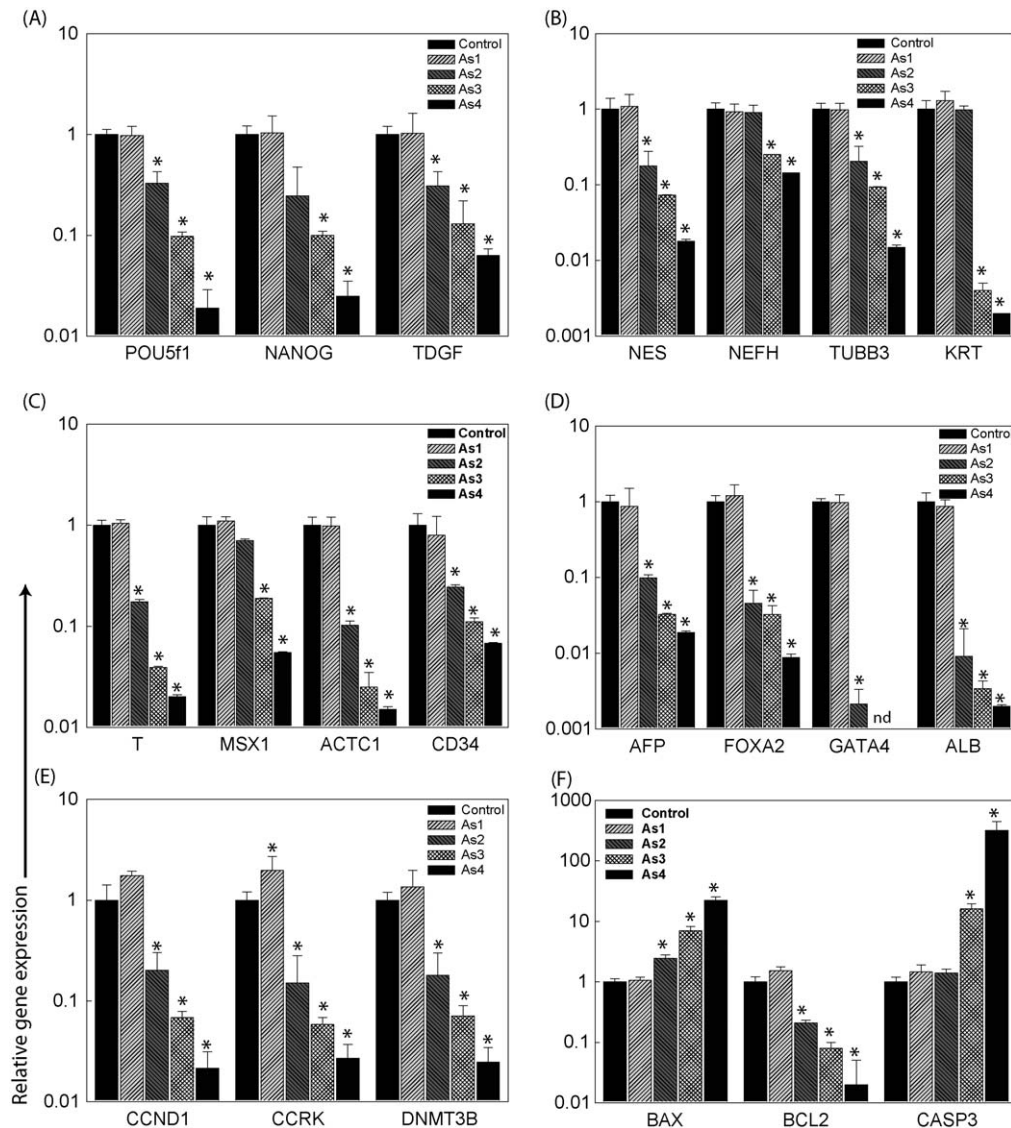 (A)
10
1
0.1
0.01
Control
As1
As2
As3
As4
* * *
* *
* * *
POU5f1 NANOG TDGF
(B)
10
1
0.1
0.01
0.001
Control
As1
As2
As3
As4
* * *
* *
* * *
* *
NES NEFH TUBB3 KRT
(C)
10
1
0.1
0.01
Control
As1
As2
As3
As4
* * *
* *
* * *
* * *
T MSX1 ACTC1 CD34
(D)
10
1
0.1
0.01
0.001
Control
As1
As2
As3
As4
* * *
* * *
* nd
* * *
AFP FOXA2 GATA4 ALB
(E)
10
1
0.1
0.01
Control
As1
As2
As3
As4
* * *
* * * *
* * *
CCND1 CCRK DNMT3B
(F)
1000
100
10
1
0.1
0.01
Control
As1
As2
As3
As4
* * *
* * *
* *
BAX BCL2 CASP3
Relative gene expression